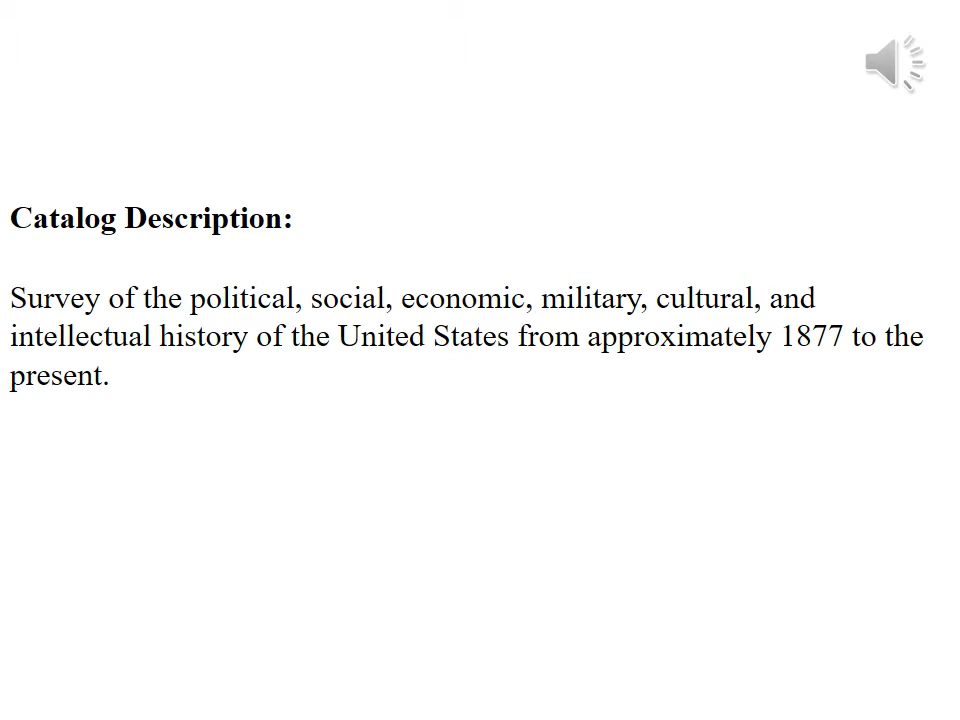 Catalog Description:
Survey of the political, social, economic, military, cultural, and
intellectual history of the United States from approximately 1877 to the
present.